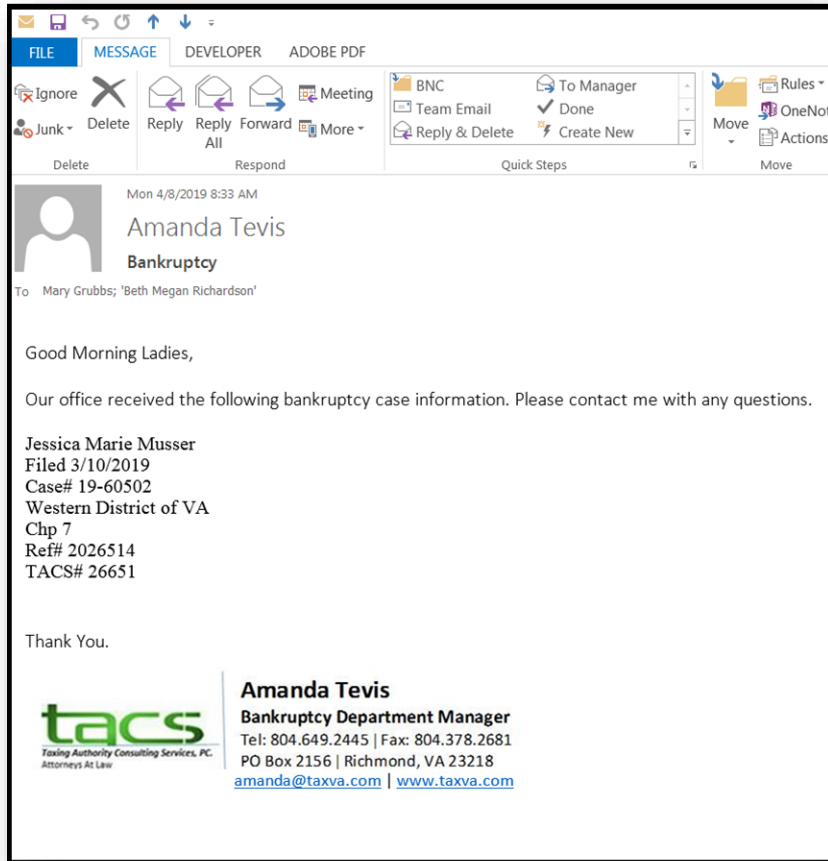 FILE MESSAGE DEVELOPER ADOBE PDF
Ignore
Junk
Delete
Reply
Reply All
Forward
Meeting
More
BNC
Team Email
Reply & Delete
To Manager
Done
Create New
Move
Rules
OneNot
Actions
Delete Respond Quick Steps Move
Mon 4/8/2019 8:33 AM
Amanda Tevis
Bankruptcy
To Mary Grubbs; 'Beth Megan Richardson'
Good Morning Ladies,
Our office received the following bankruptcy case information. Please contact me with any questions.
Jessica Marie Musser
Filed 3/10/2019
Case# 19-60502
Western District of VA
Chp 7
Ref# 2026514
TACS# 26651
Thank You.
tacs
Taxing Authority Consulting Services, PC.
Attorneys At Law
Amanda Tevis
Bankruptcy Department Manager
Tel: 804.649.2445 | Fax: 804.378.2681
PO Box 2156 | Richmond, VA 23218
amanda@taxva.com | www.taxva.com